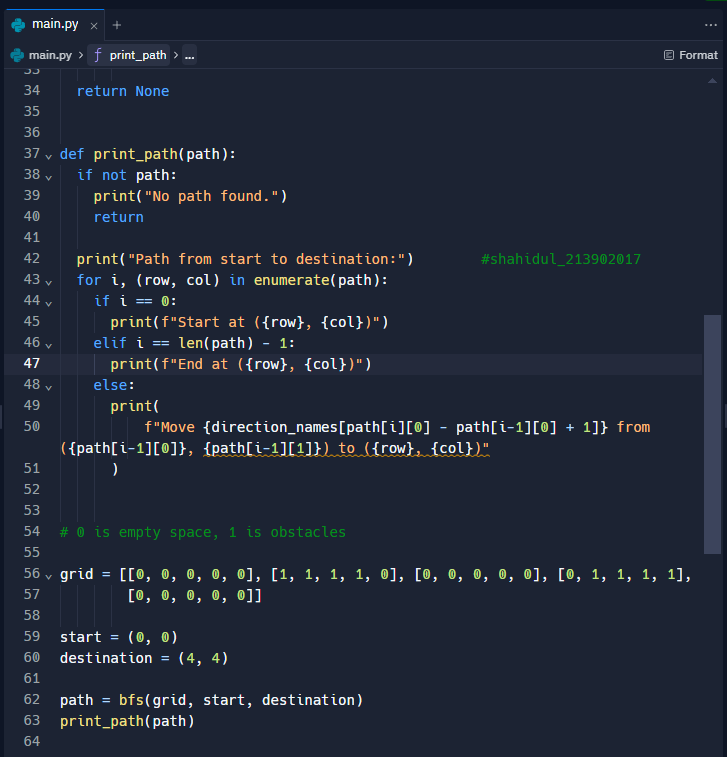 main.py × +
main.py > ƒ print_path > ... Format
33
34 return None
35
36
37 def print_path(path):
38 if not path:
39 print("No path found.")
40 return
41
42 print("Path from start to destination:") #shahidul_213902017
43 for i, (row, col) in enumerate(path):
44 if i == 0:
45 print(f"Start at ({row}, {col})")
46 elif i == len(path) - 1:
47 print(f"End at ({row}, {col})")
48 else:
49 print(
50 f"Move {direction_names[path[i][0] - path[i-1][0] + 1]} from
({path[i-1][0]}, {path[i-1][1]}) to ({row}, {col})"
51 )
52
53
54 # 0 is empty space, 1 is obstacles
55
56 grid = [[0, 0, 0, 0, 0], [1, 1, 1, 1, 0], [0, 0, 0, 0, 0], [0, 1, 1, 1, 1],
57 [0, 0, 0, 0, 0]]
58
59 start = (0, 0)
60 destination = (4, 4)
61
62 path = bfs(grid, start, destination)
63 print_path(path)
64